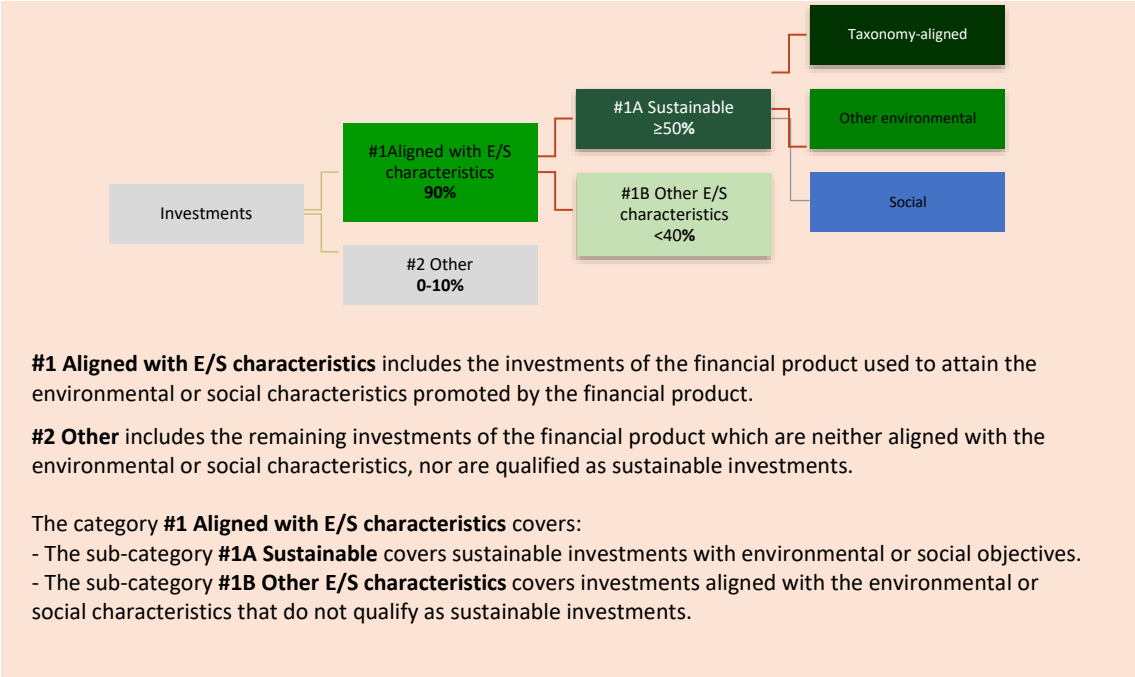 Taxonomy-aligned
#1A Sustainable
≥50%
Other environmental
#1Aligned with E/S
characteristics
90%
#1B Other E/S
characteristics
<40%
Social
Investments
#2 Other
0-10%
#1 Aligned with E/S characteristics includes the investments of the financial product used to attain the
environmental or social characteristics promoted by the financial product.
#2 Other includes the remaining investments of the financial product which are neither aligned with the
environmental or social characteristics, nor are qualified as sustainable investments.
The category #1 Aligned with E/S characteristics covers:
- The sub-category #1A Sustainable covers sustainable investments with environmental or social objectives.
- The sub-category #1B Other E/S characteristics covers investments aligned with the environmental or
social characteristics that do not qualify as sustainable investments.